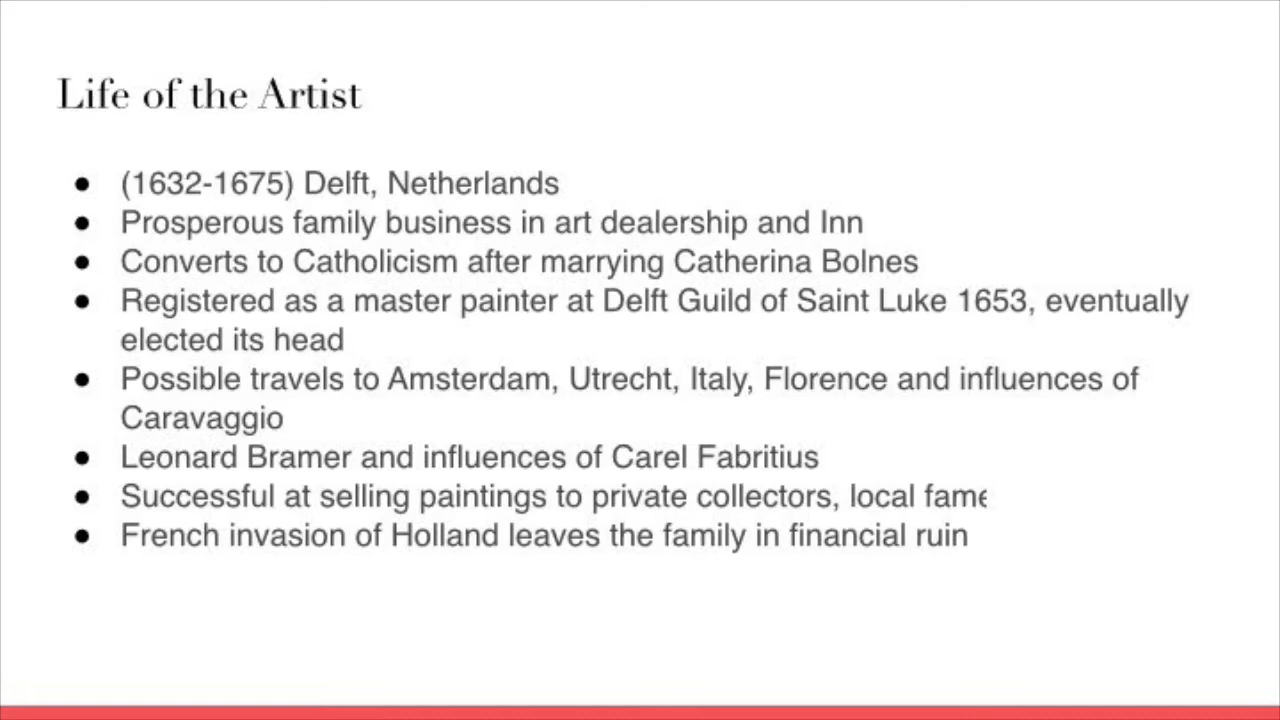 Life of the Artist
● (1632-1675) Delft, Netherlands
● Prosperous family business in art dealership and Inn
● Converts to Catholicism after marrying Catherina Bolnes
● Registered as a master painter at Delft Guild of Saint Luke 1653, eventually
elected its head
● Possible travels to Amsterdam, Utrecht, Italy, Florence and influences of
Caravaggio
● Leonard Bramer and influences of Carel Fabritius
● Successful at selling paintings to private collectors, local fame
● French invasion of Holland leaves the family in financial ruin